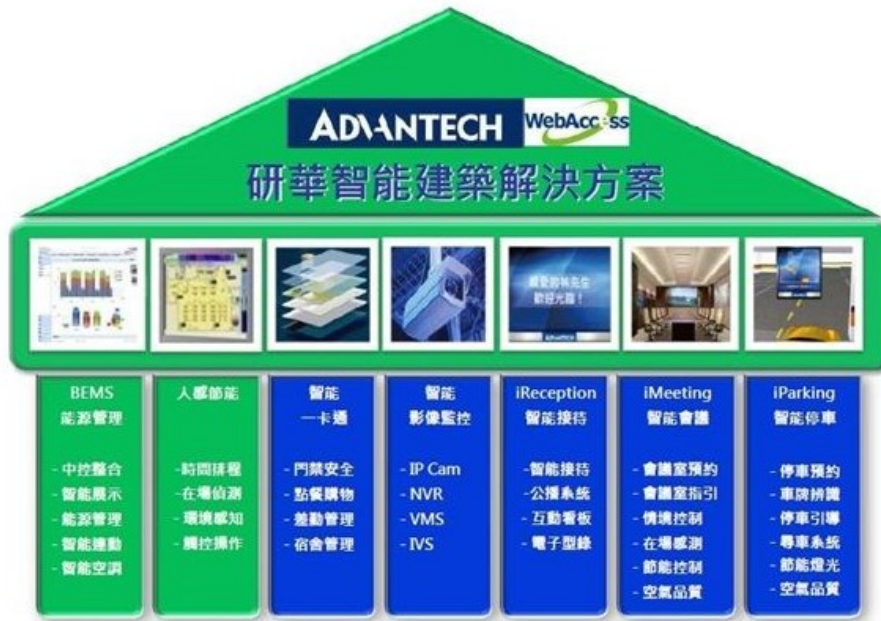 ADVANTECH WebAccess
研華智能建築解決方案
歡迎光臨！
ADVANTECH
BEMS
能源管理
- 中控整合
- 智能展示
- 能源管理
- 智能連動
- 智能空調
人感節能
-時間排程
-在場偵測
-環境感知
-觸控操作
智能
一卡通
- 門禁安全
- 點餐購物
- 差勤管理
- 宿舍管理
智能
影像監控
- IP Cam
- NVR
- VMS
- IVS
iReception
智能接待
-智能接待
-公播系統
- 互動看板
- 電子型錄
iMeeting
智能會議
- 會議室預約
- 會議室指引
- 情境控制
- 在場感測
- 節能控制
- 空氣品質
iParking
智能停車
- 停車預約
- 車牌辨識
- 停車引導
- 尋車系統
- 節能燈光
- 空氣品質